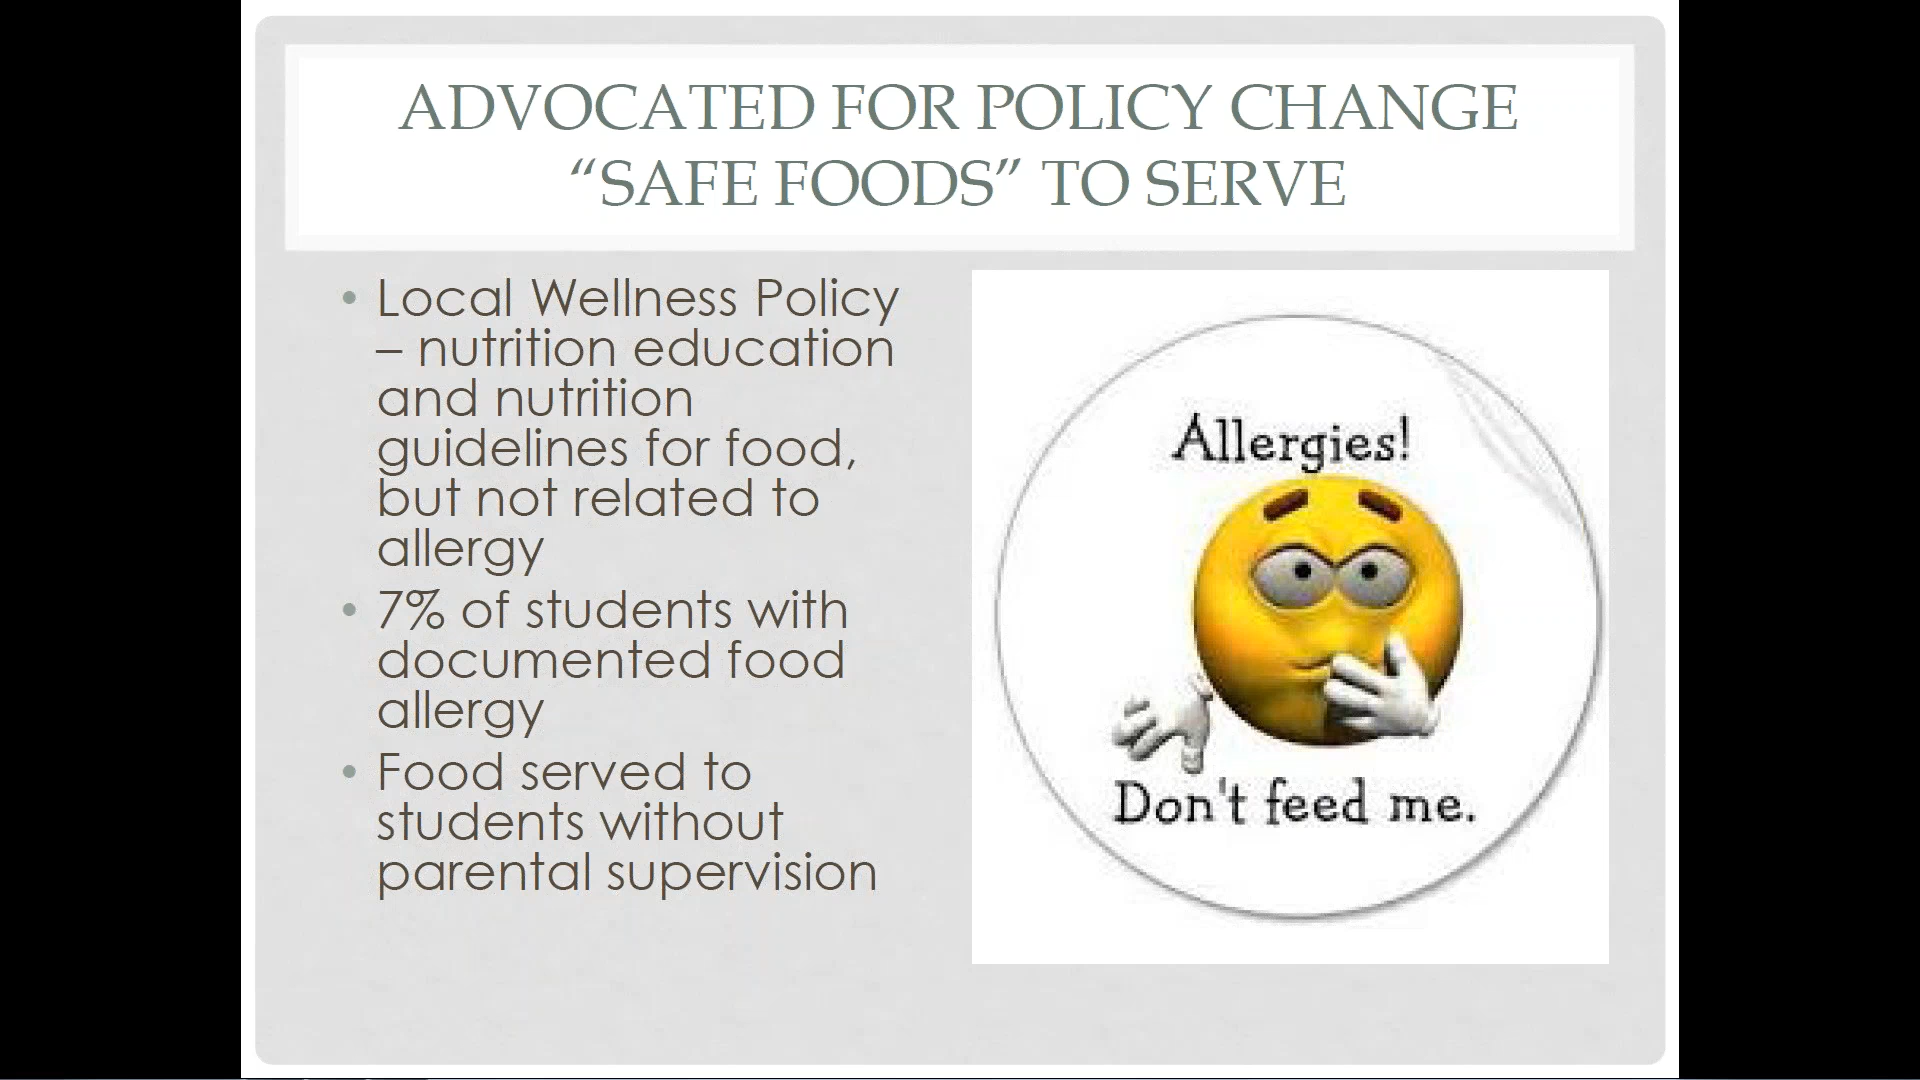 ADVOCATED FOR POLICY CHANGE
“SAFE FOODS” TO SERVE
• Local Wellness Policy
– nutrition education
and nutrition
guidelines for food,
but not related to
allergy
• 7% of students with
documented food
allergy
• Food served to
students without
parental supervision
Allergies!
Don't feed me.